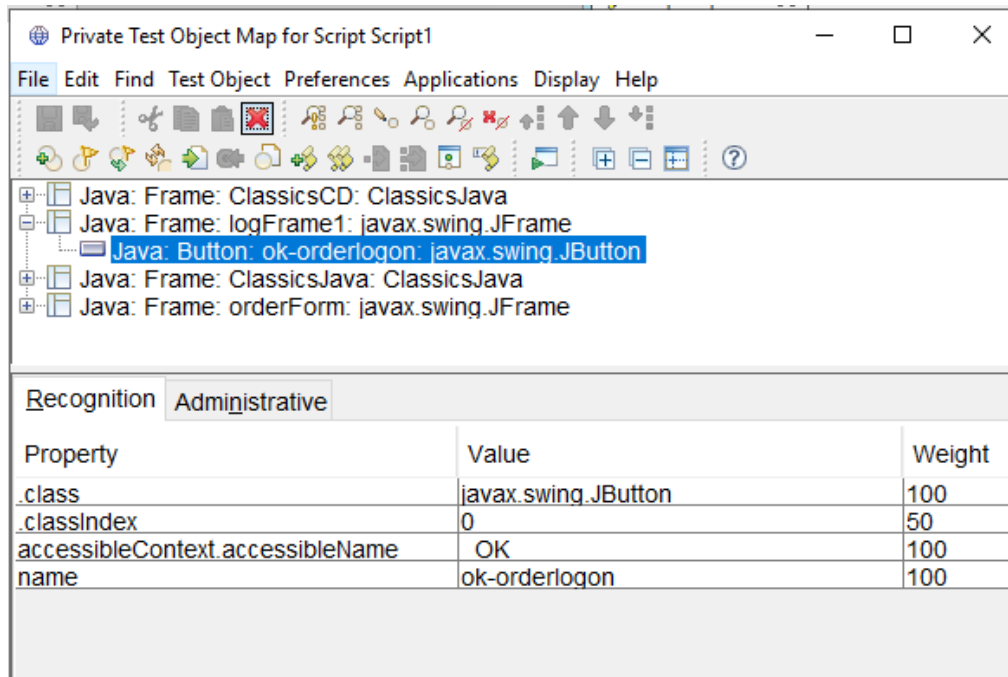 Private Test Object Map for Script Script1
File Edit Find Test Object Preferences Applications Display Help
Java: Frame: ClassicsCD: ClassicsJava
Java: Frame: logFrame1: javax.swing.JFrame
Java: Button: ok-orderlogon: javax.swing.JButton
Java: Frame: ClassicsJava: ClassicsJava
Java: Frame: orderForm: javax.swing.JFrame
Recognition Administrative
Property Value Weight
.class javax.swing.JButton 100
.classIndex 0 50
accessibleContext.accessibleName OK 100
name ok-orderlogon 100